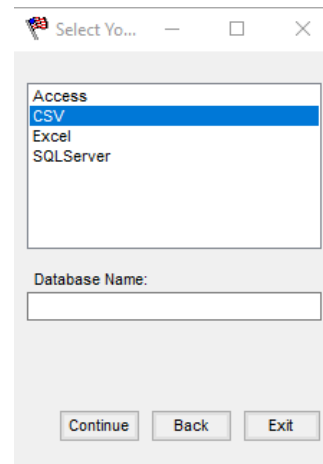 Select Yo...
Access
CSV
Excel
SQLServer
Database Name:
Continue Back Exit